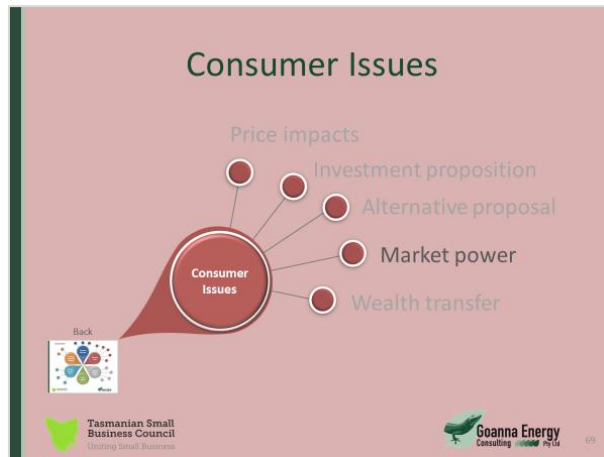 Consumer Issues
Price impacts
Investment proposition
Alternative proposal
Market power
Wealth transfer
Consumer
Issues
Back
Tasmanian Small
Business Council
Uniting Small Business
Goanna Energy
Consulting
Pty Ltd
69